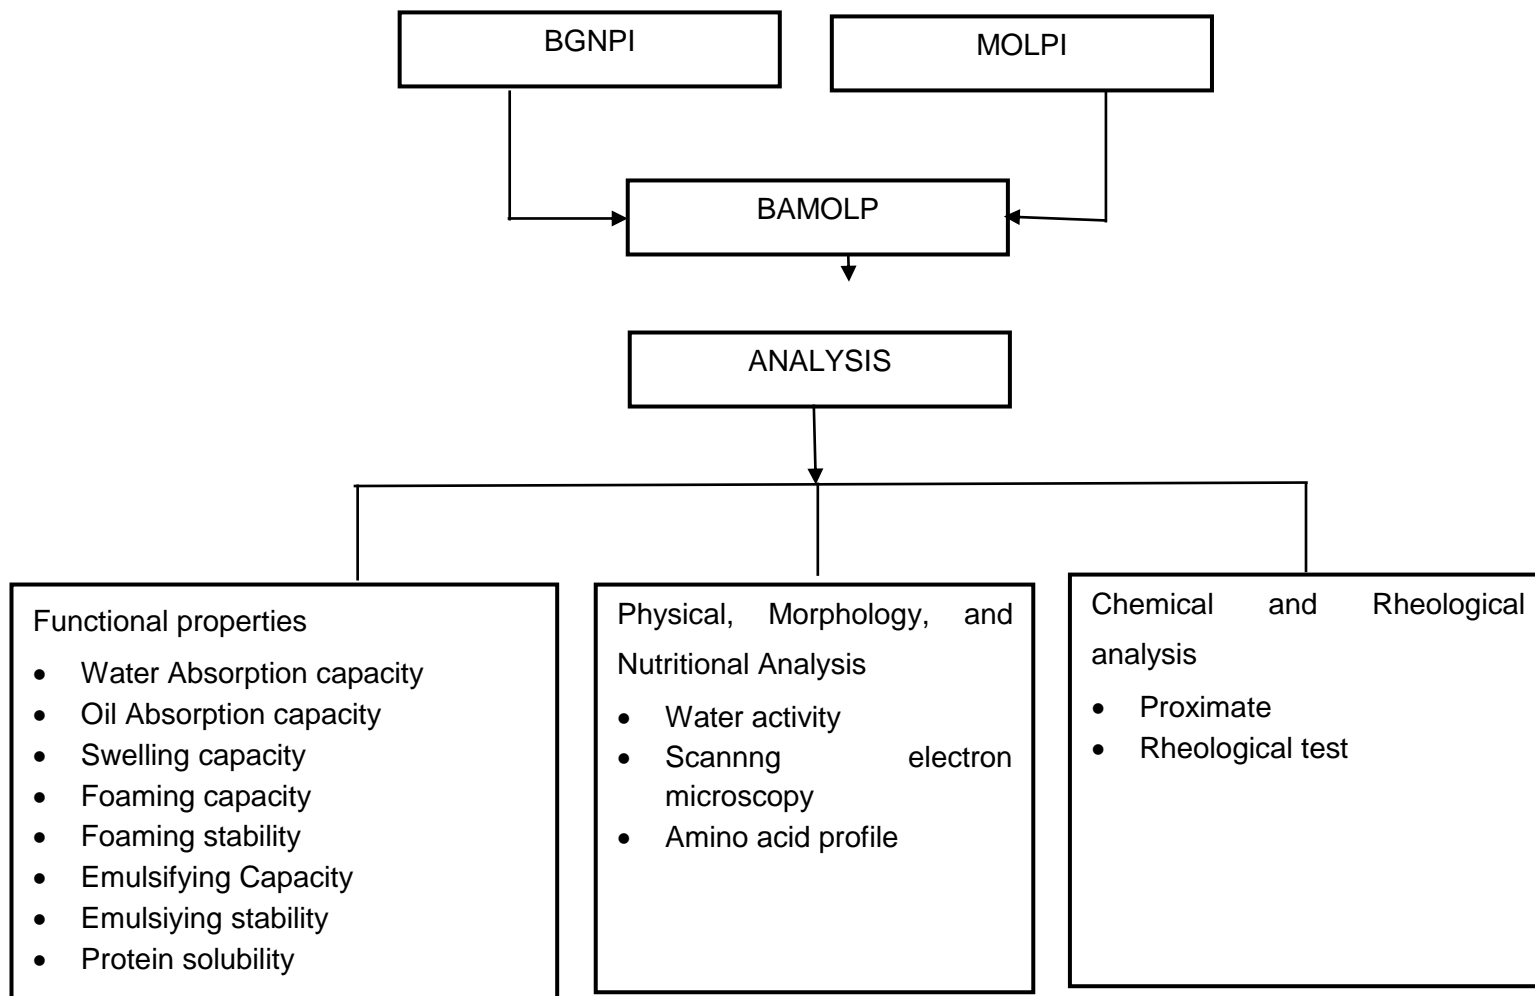 BGNPI
MOLPI
BAMOLP
ANALYSIS
Functional properties
• Water Absorption capacity
• Oil Absorption capacity
• Swelling capacity
• Foaming capacity
• Foaming stability
• Emulsifying Capacity
• Emulsiying stability
• Protein solubility
Physical, Morphology, and
Nutritional Analysis
• Water activity
• Scannng electron
microscopy
• Amino acid profile
Chemical and Rheological
analysis
• Proximate
• Rheological test